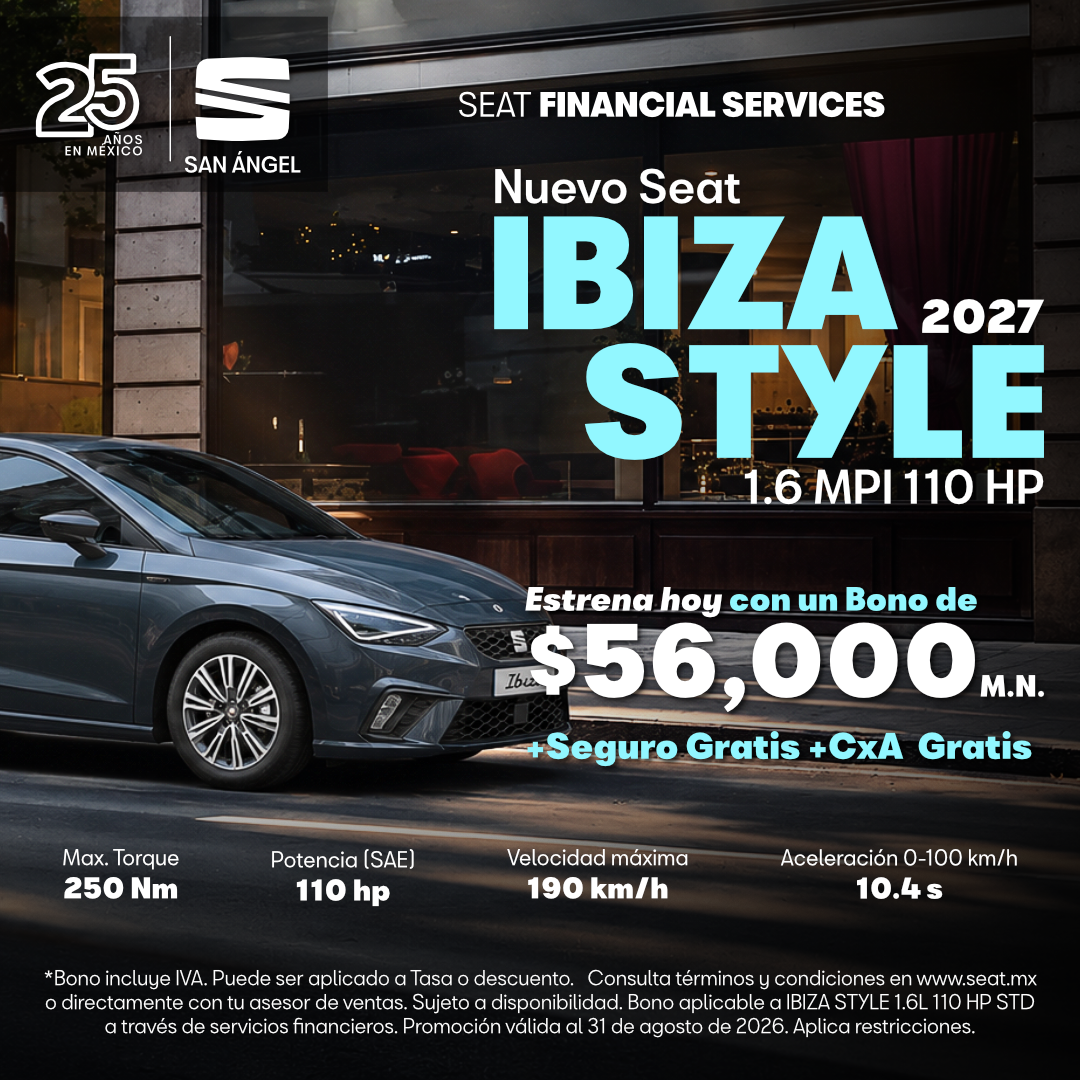 25
AÑOS
EN MÉXICO
SAN ÁNGEL
SEAT FINANCIAL SERVICES
Nuevo Seat
IBIZA
2027
STYLE
1.6 MPI 110 HP
Estrena hoy con un Bono de
$56,000 M.N.
+Seguro Gratis +CxA Gratis
Ibiza
Max. Torque
250 Nm
Potencia (SAE)
110 hp
Velocidad máxima
190 km/h
Aceleración 0-100 km/h
10.4 s
*Bono incluye IVA. Puede ser aplicado a Tasa o descuento. Consulta términos y condiciones en www.seat.mx
o directamente con tu asesor de ventas. Sujeto a disponibilidad. Bono aplicable a IBIZA STYLE 1.6L 110 HP STD
a través de servicios financieros. Promoción válida al 31 de agosto de 2026. Aplica restricciones.